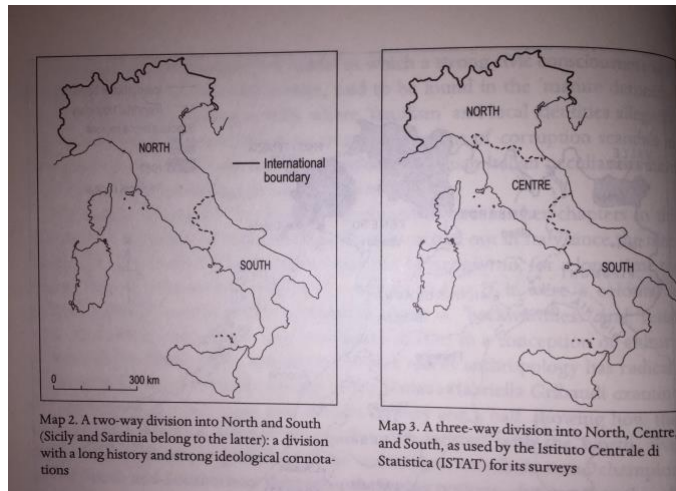 NORTH
International
boundary
SOUTH
0 300 km
Map 2. A two-way division into North and South
(Sicily and Sardinia belong to the latter): a division
with a long history and strong ideological connota-
tions
NORTH
CENTRE
SOUTH
Map 3. A three-way division into North, Centre
and South, as used by the Istituto Centrale di
Statistica (ISTAT) for its surveys